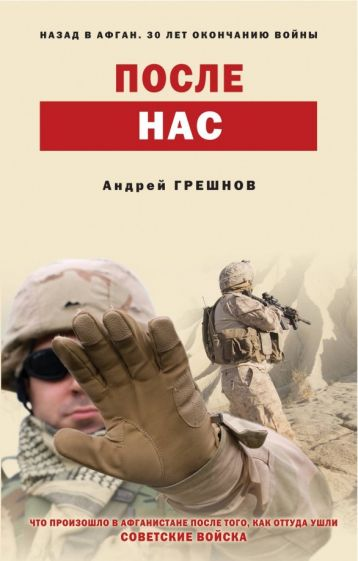 НАЗАД В АФГАН. 30 ЛЕТ ОКОНЧАНИЮ ВОЙНЫ
ПОСЛЕ
НАС
Андрей ГРЕШНОВ
ЧТО ПРОИЗОШЛО В АФГАНИСТАНЕ ПОСЛЕ ТОГО, КАК ОТТУДА УШЛИ
СОВЕТСКИЕ ВОЙСКА